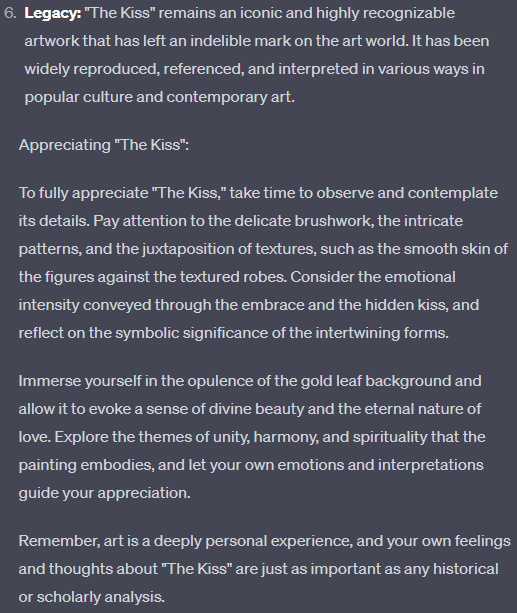 6. Legacy: "The Kiss" remains an iconic and highly recognizable
artwork that has left an indelible mark on the art world. It has been
widely reproduced, referenced, and interpreted in various ways in
popular culture and contemporary art.
Appreciating "The Kiss":
To fully appreciate "The Kiss," take time to observe and contemplate
its details. Pay attention to the delicate brushwork, the intricate
patterns, and the juxtaposition of textures, such as the smooth skin of
the figures against the textured robes. Consider the emotional
intensity conveyed through the embrace and the hidden kiss, and
reflect on the symbolic significance of the intertwining forms.
Immerse yourself in the opulence of the gold leaf background and
allow it to evoke a sense of divine beauty and the eternal nature of
love. Explore the themes of unity, harmony, and spirituality that the
painting embodies, and let your own emotions and interpretations
guide your appreciation.
Remember, art is a deeply personal experience, and your own feelings
and thoughts about "The Kiss" are just as important as any historical
or scholarly analysis.